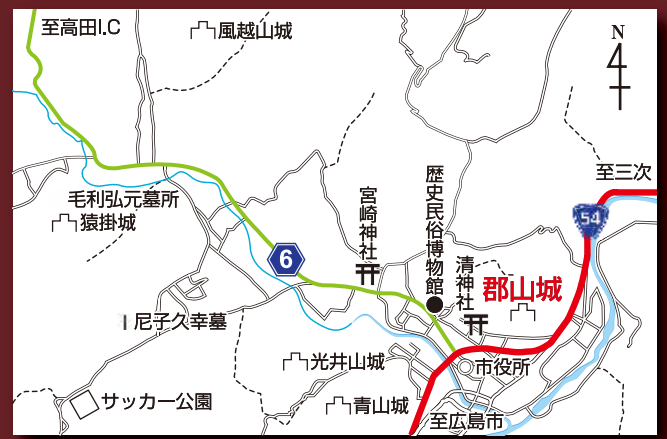 至高田I.C
風越山城
N
至三次
54
毛利弘元墓所
猿掛城
宮崎神社
歴史民俗博物館
清神社
郡山城
6
尼子久幸墓
光井山城
市役所
サッカー公園
青山城
至広島市